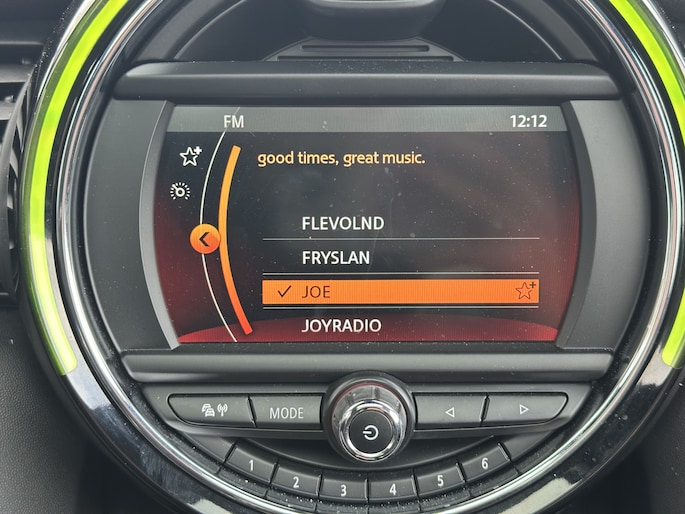 FM 12:12
good times, great music.
FLEVOLND
FRYSLAN
JOE
JOYRADIO
MODE
1 2 3 4 5 6